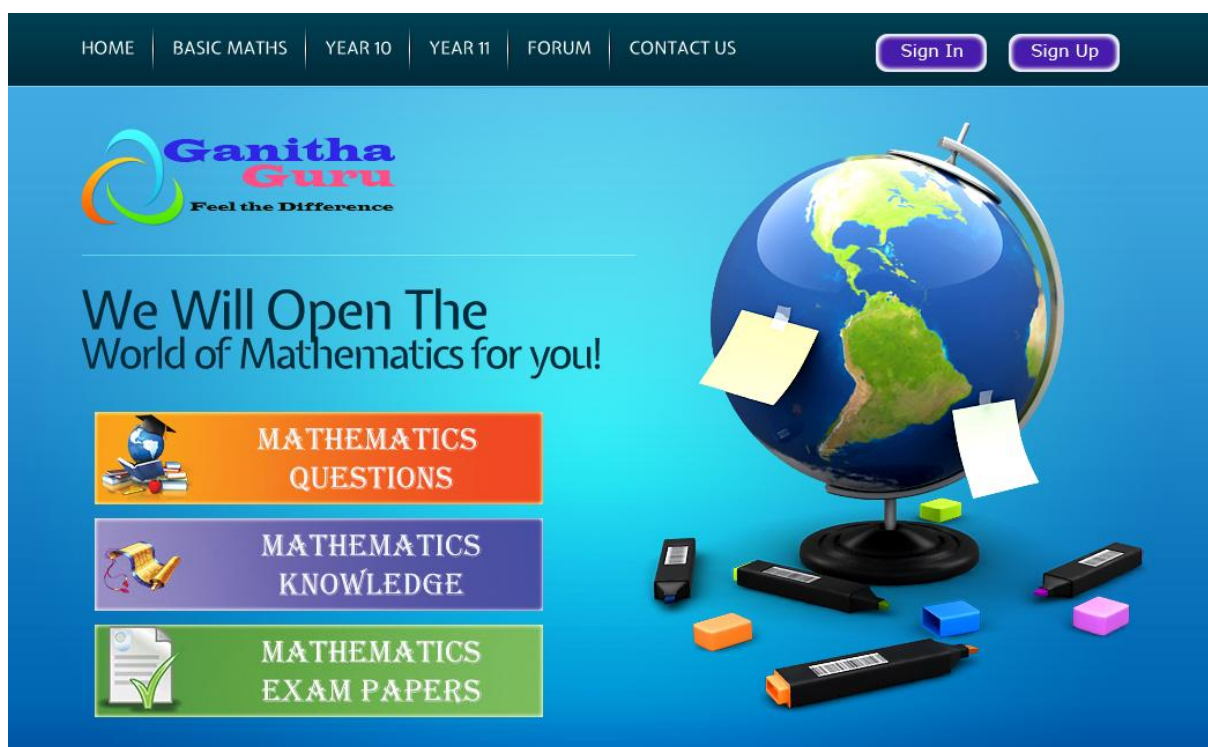 HOME BASIC MATHS YEAR 10 YEAR 11 FORUM CONTACT US Sign In Sign Up
Ganitha
Guru
Feel the Difference
We Will Open The
World of Mathematics for you!
MATHEMATICS
QUESTIONS
MATHEMATICS
KNOWLEDGE
MATHEMATICS
EXAM PAPERS